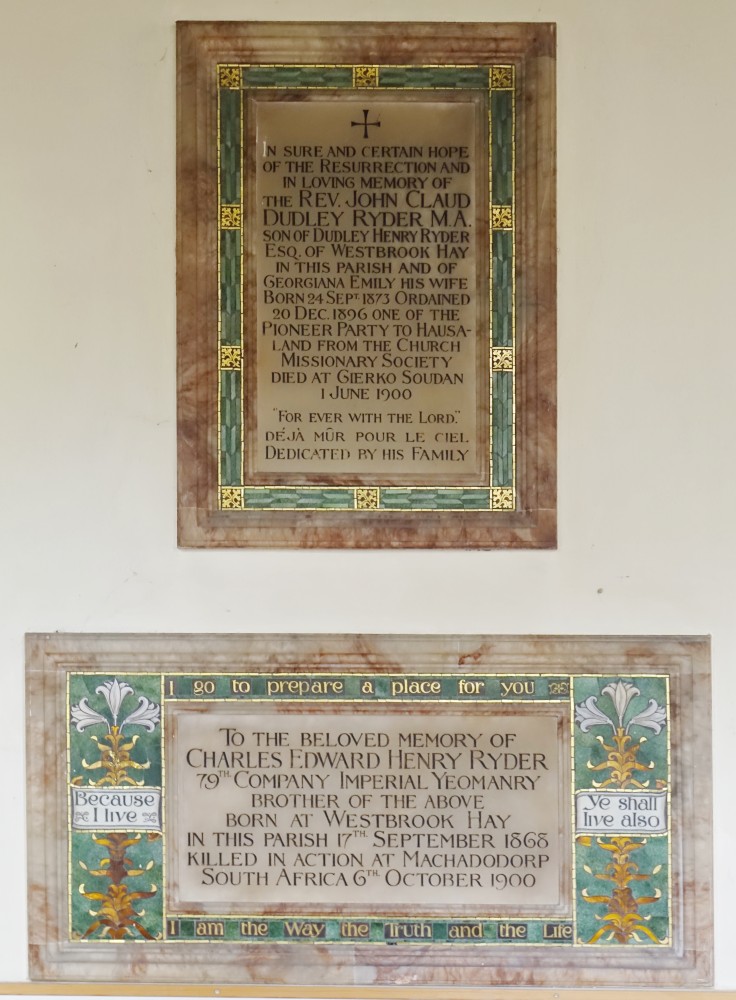 IN SURE AND CERTAIN HOPE
OF THE RESURRECTION AND
IN LOVING MEMORY OF
THE REV. JOHN CLAUD
DUDLEY RYDER M.A.
SON OF DUDLEY HENRY RYDER
ESQ. OF WESTBROOK HAY
IN THIS PARISH AND OF
GEORGIANA EMILY HIS WIFE
BORN 24 SEPT. 1873 ORDAINED
20 DEC. 1896 ONE OF THE
PIONEER PARTY TO HAUSA-
LAND FROM THE CHURCH
MISSIONARY SOCIETY
DIED AT GIERKO SOUDAN
1 JUNE 1900
"FOR EVER WITH THE LORD."
DÉJÀ MÛR POUR LE CIEL
DEDICATED BY HIS FAMILY
I go to prepare a place for you
Because
I live
TO THE BELOVED MEMORY OF
CHARLES EDWARD HENRY RYDER
79TH COMPANY IMPERIAL YEOMANRY
BROTHER OF THE ABOVE
BORN AT WESTBROOK HAY
IN THIS PARISH 17TH SEPTEMBER 1868
KILLED IN ACTION AT MACHADODORP
SOUTH AFRICA 6TH OCTOBER 1900
Ye shall
live also
I am the Way the Truth and the Life